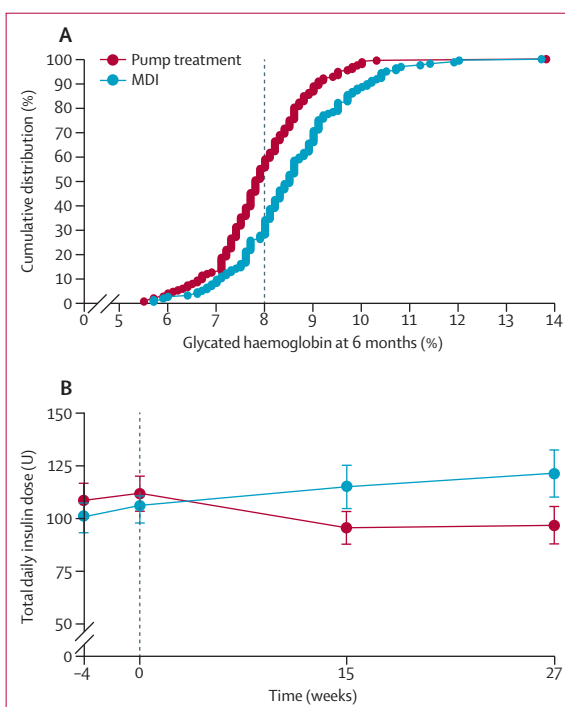 A
Pump treatment
MDI
Cumulative distribution (%)
100
90
80
70
60
50
40
30
20
10
0
0 5 6 7 8 9 10 11 12 13 14
Glycated haemoglobin at 6 months (%)
B
Total daily insulin dose (U)
150
125
100
75
50
0
–4 0 15 27
Time (weeks)